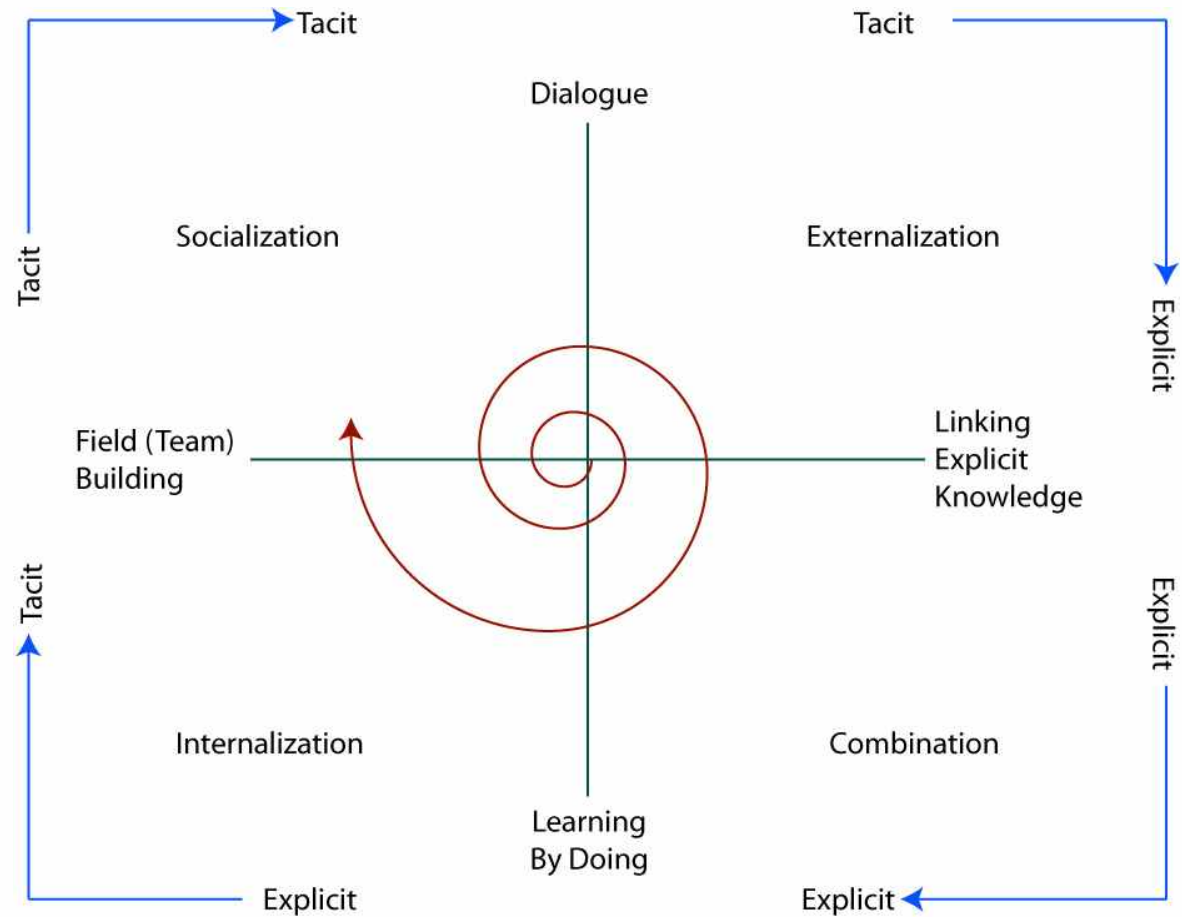 Tacit
Tacit
Dialogue
Socialization
Externalization
Tacit
Explicit
Field (Team)
Building
Linking
Explicit
Knowledge
Tacit
Explicit
Internalization
Combination
Learning
By Doing
Explicit
Explicit